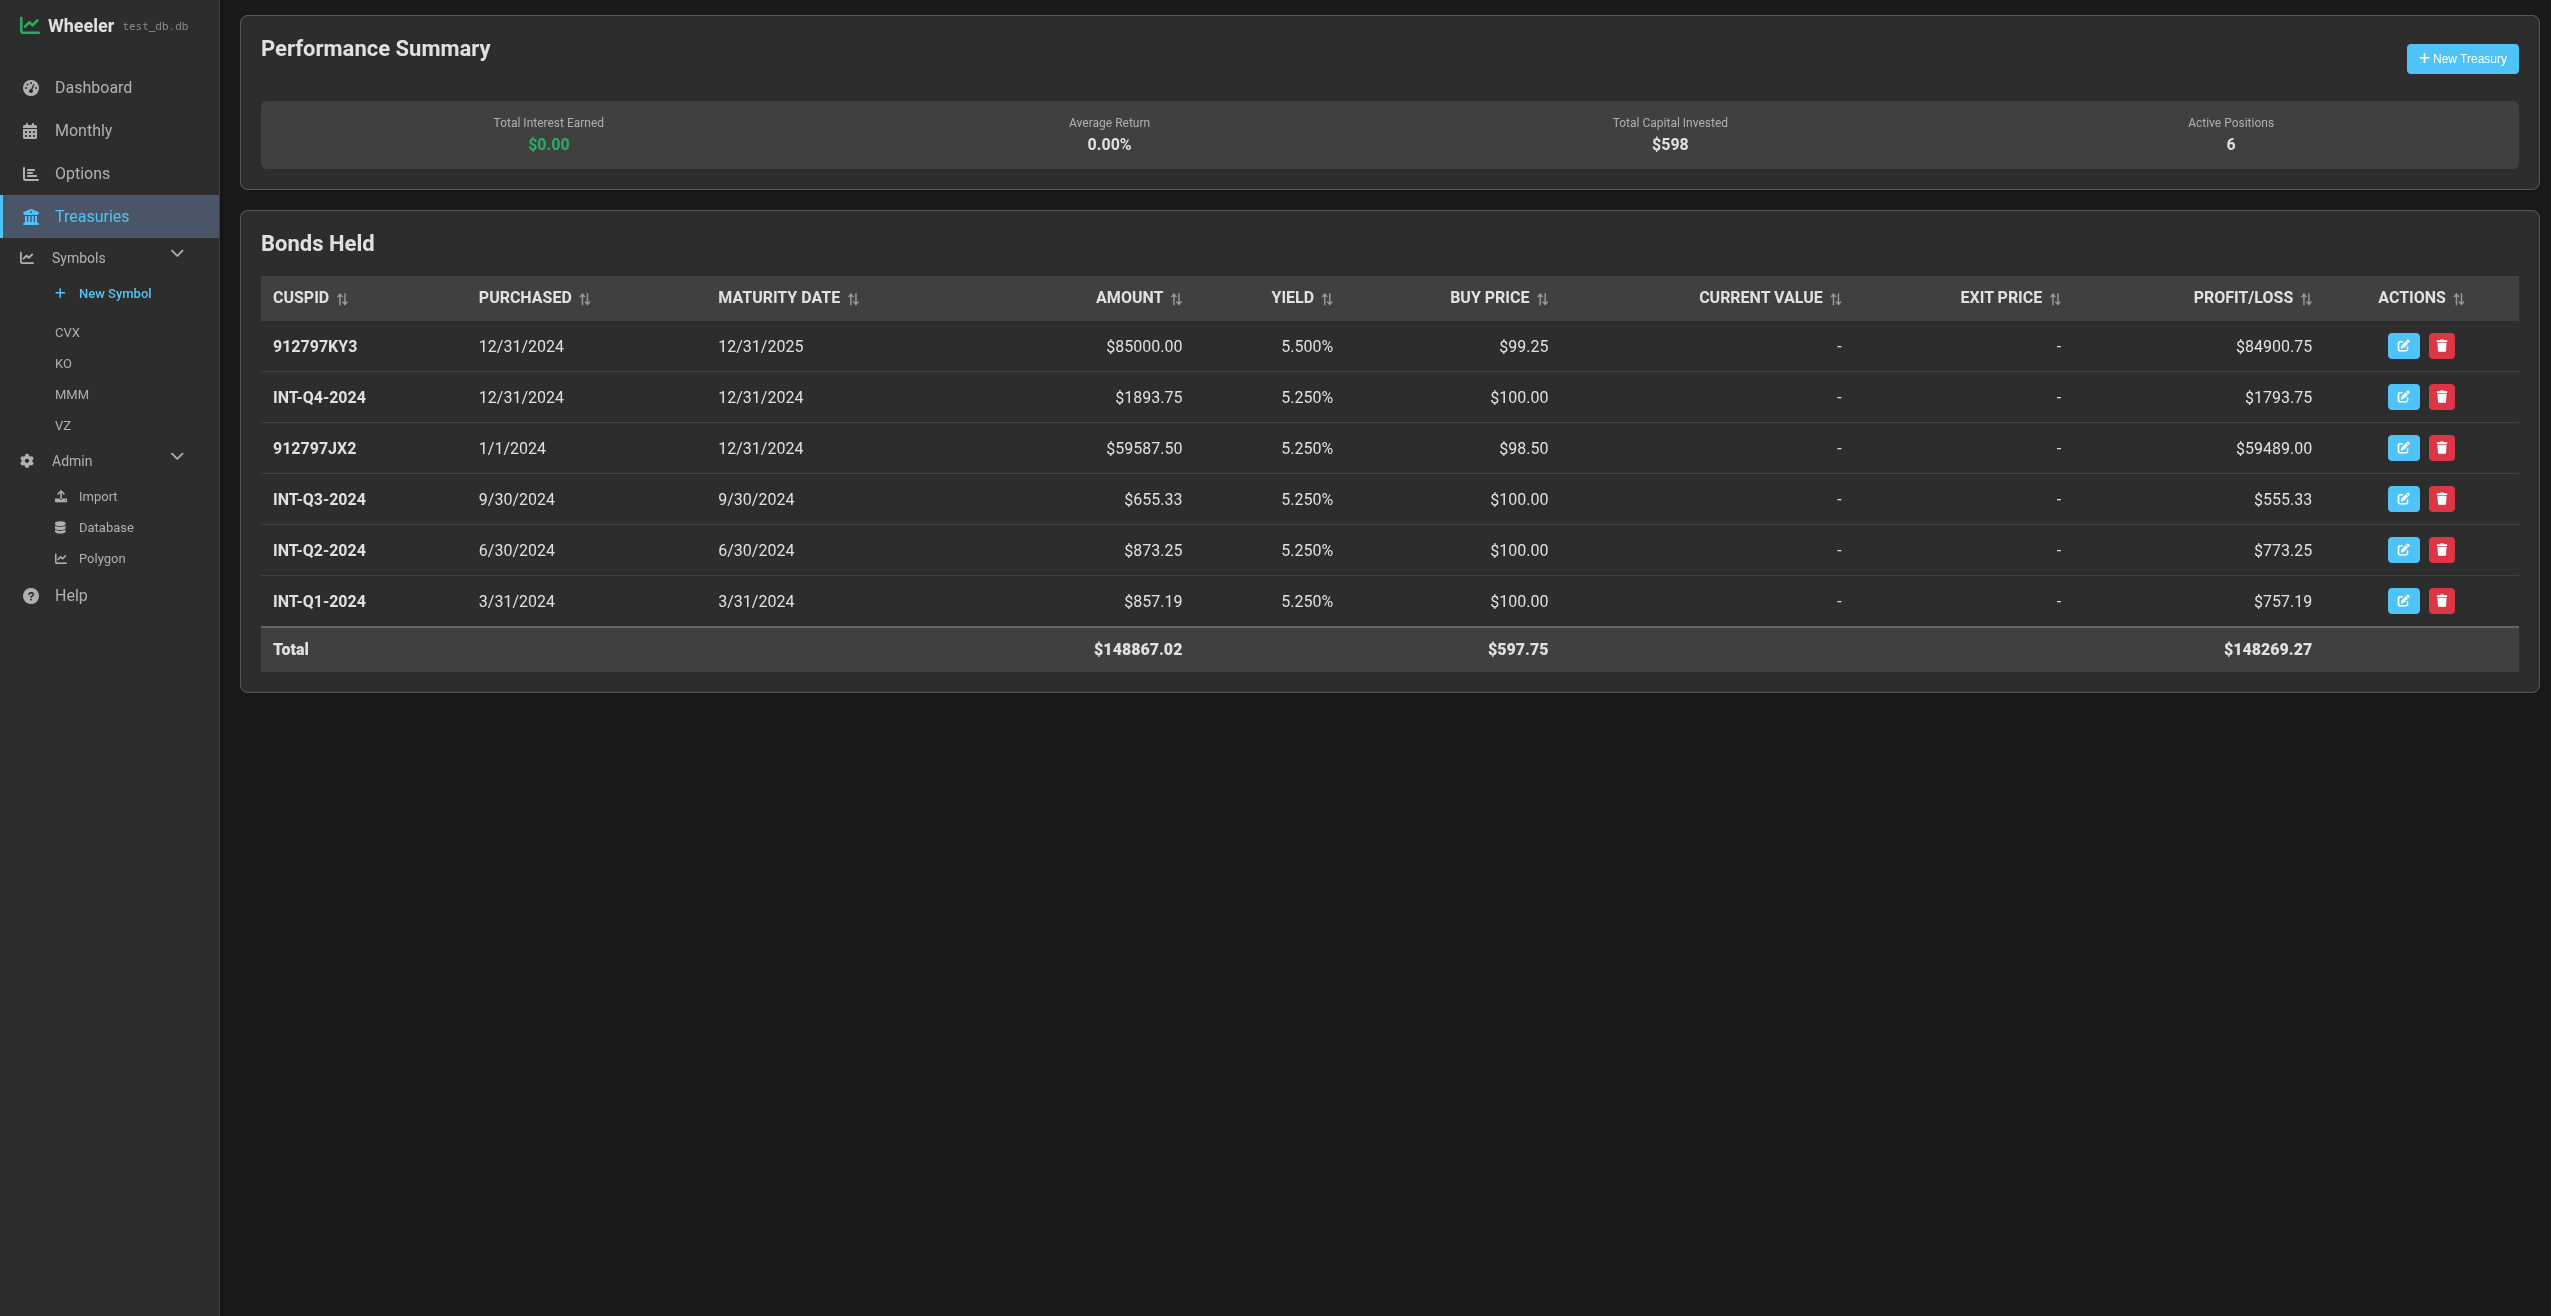 Wheeler test_db.db
Dashboard
Monthly
Options
Treasuries
Symbols
New Symbol
CVX
KO
MMM
VZ
Admin
Import
Database
Polygon
Help
Performance Summary
+ New Treasury
Total Interest Earned Average Return Total Capital Invested Active Positions
$0.00 0.00% $598 6
Bonds Held
CUSPID PURCHASED MATURITY DATE AMOUNT YIELD BUY PRICE CURRENT VALUE EXIT PRICE PROFIT/LOSS ACTIONS
912797KY3 12/31/2024 12/31/2025 $85000.00 5.500% $99.25 - - $84900.75
INT-Q4-2024 12/31/2024 12/31/2024 $1893.75 5.250% $100.00 - - $1793.75
912797JX2 1/1/2024 12/31/2024 $59587.50 5.250% $98.50 - - $59489.00
INT-Q3-2024 9/30/2024 9/30/2024 $655.33 5.250% $100.00 - - $555.33
INT-Q2-2024 6/30/2024 6/30/2024 $873.25 5.250% $100.00 - - $773.25
INT-Q1-2024 3/31/2024 3/31/2024 $857.19 5.250% $100.00 - - $757.19
Total $148867.02 $597.75 $148269.27